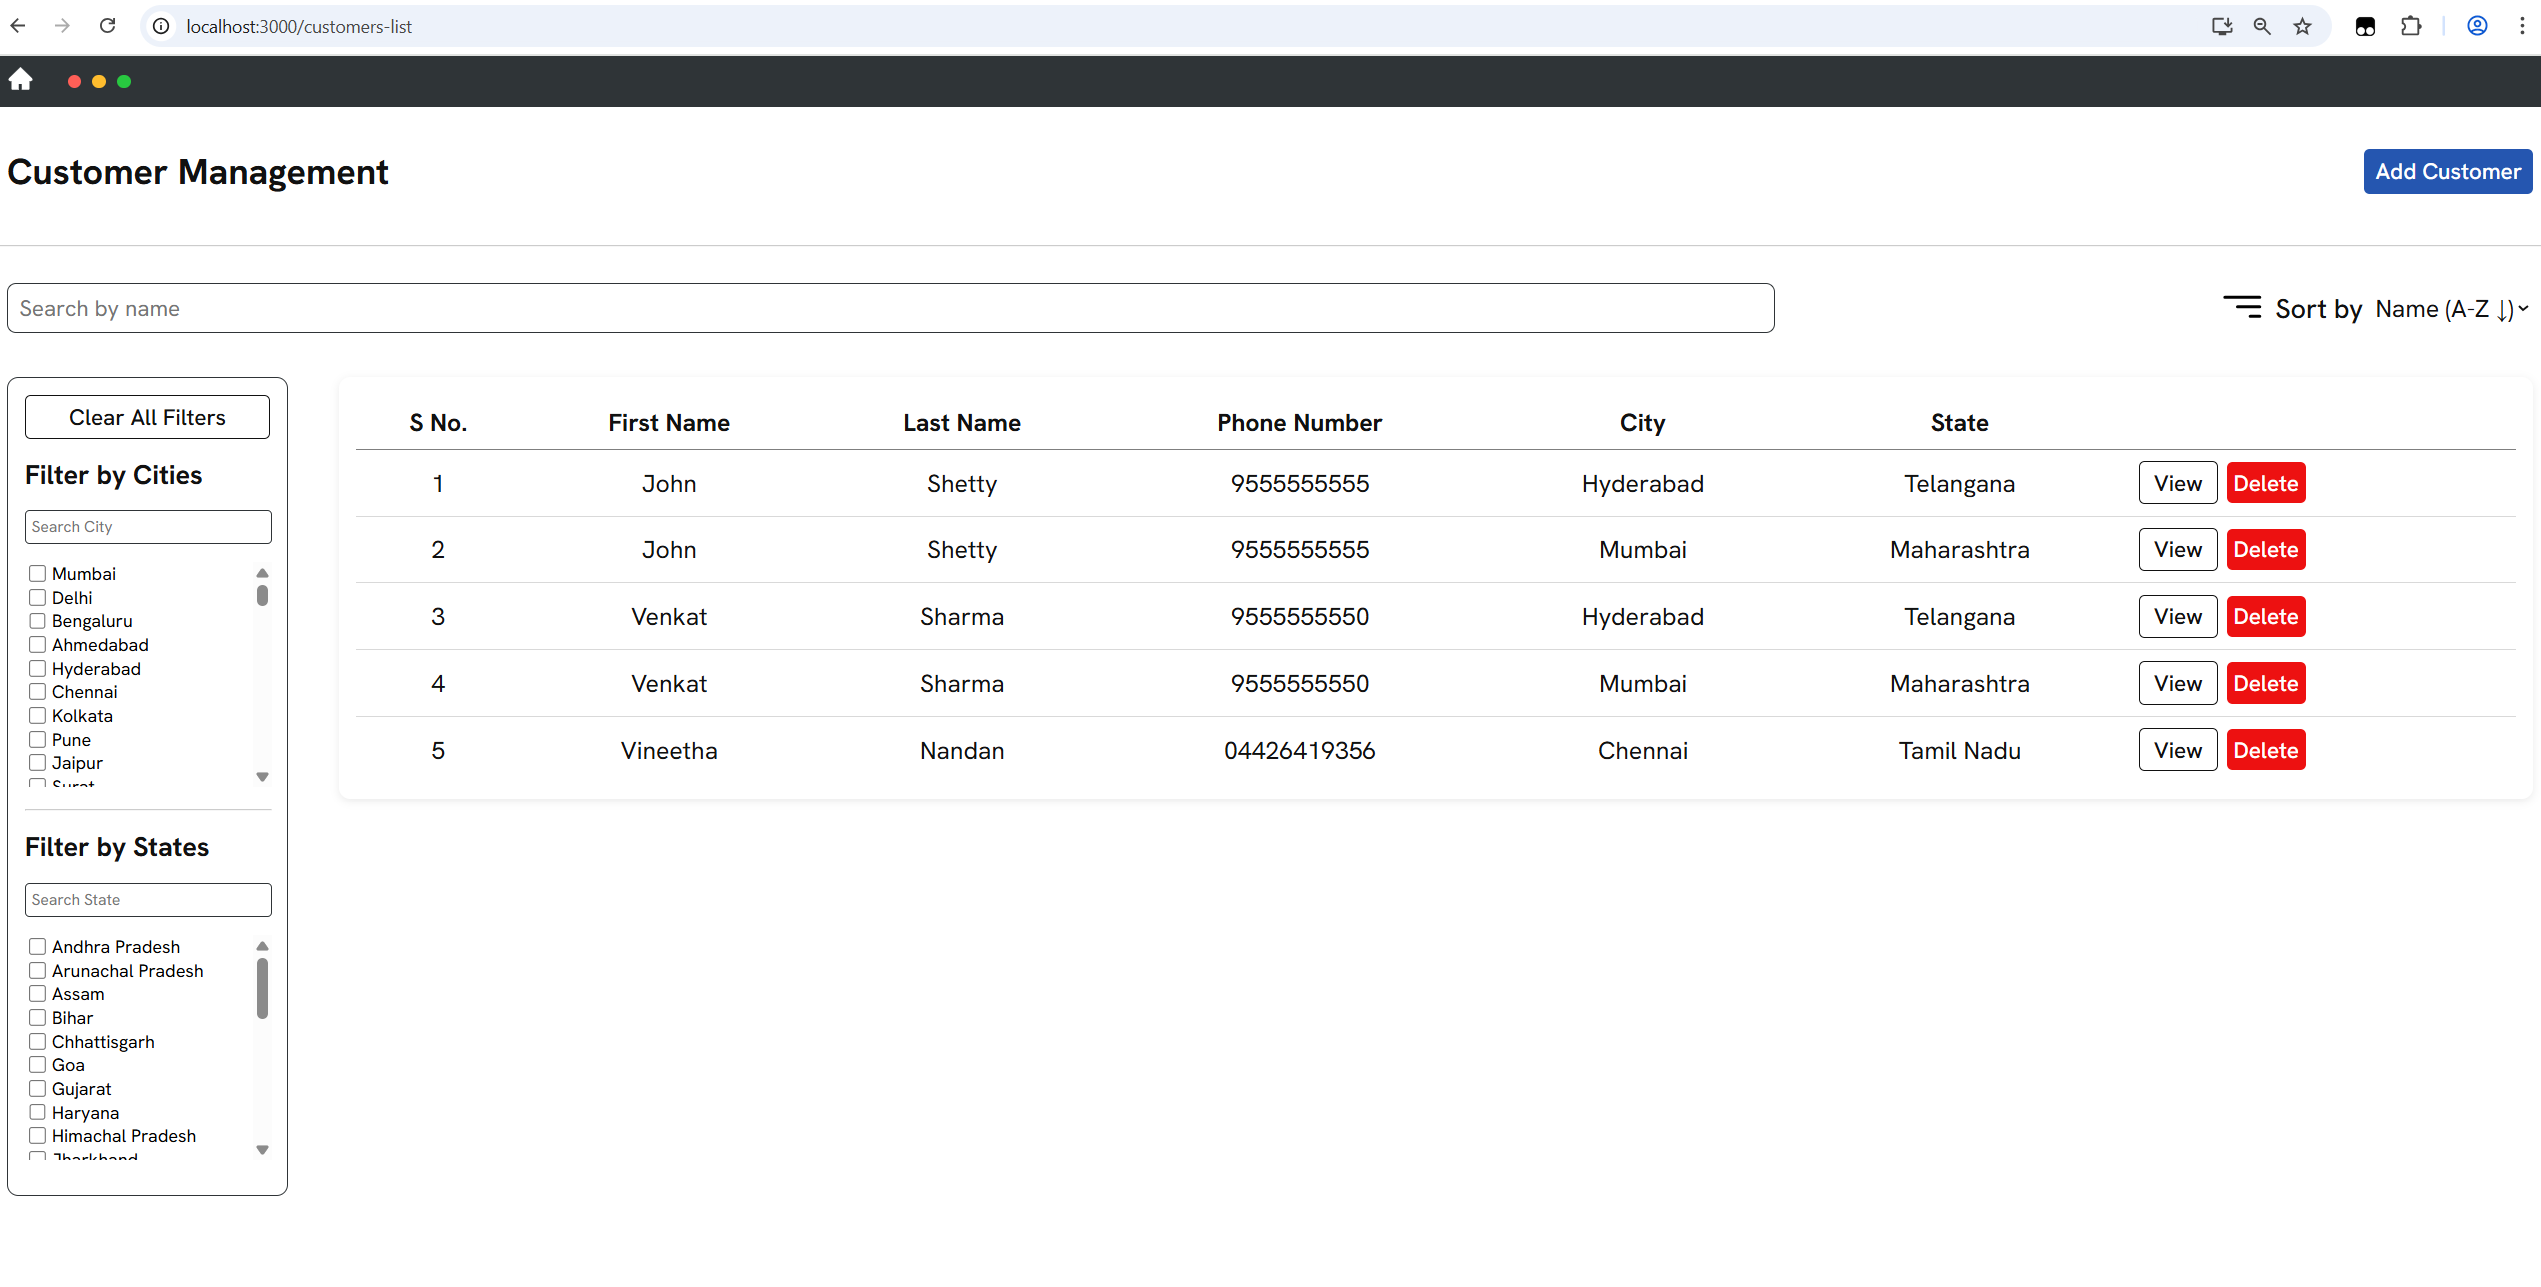 localhost:3000/customers-list
Customer Management
Add Customer
Search by name
Sort by Name (A-Z ↓)
Clear All Filters
Filter by Cities
Search City
Mumbai
Delhi
Bengaluru
Ahmedabad
Hyderabad
Chennai
Kolkata
Pune
Jaipur
Surat
Filter by States
Search State
Andhra Pradesh
Arunachal Pradesh
Assam
Bihar
Chhattisgarh
Goa
Gujarat
Haryana
Himachal Pradesh
Jharkhand
S No. First Name Last Name Phone Number City State
1 John Shetty 9555555555 Hyderabad Telangana View Delete
2 John Shetty 9555555555 Mumbai Maharashtra View Delete
3 Venkat Sharma 9555555550 Hyderabad Telangana View Delete
4 Venkat Sharma 9555555550 Mumbai Maharashtra View Delete
5 Vineetha Nandan 04426419356 Chennai Tamil Nadu View Delete